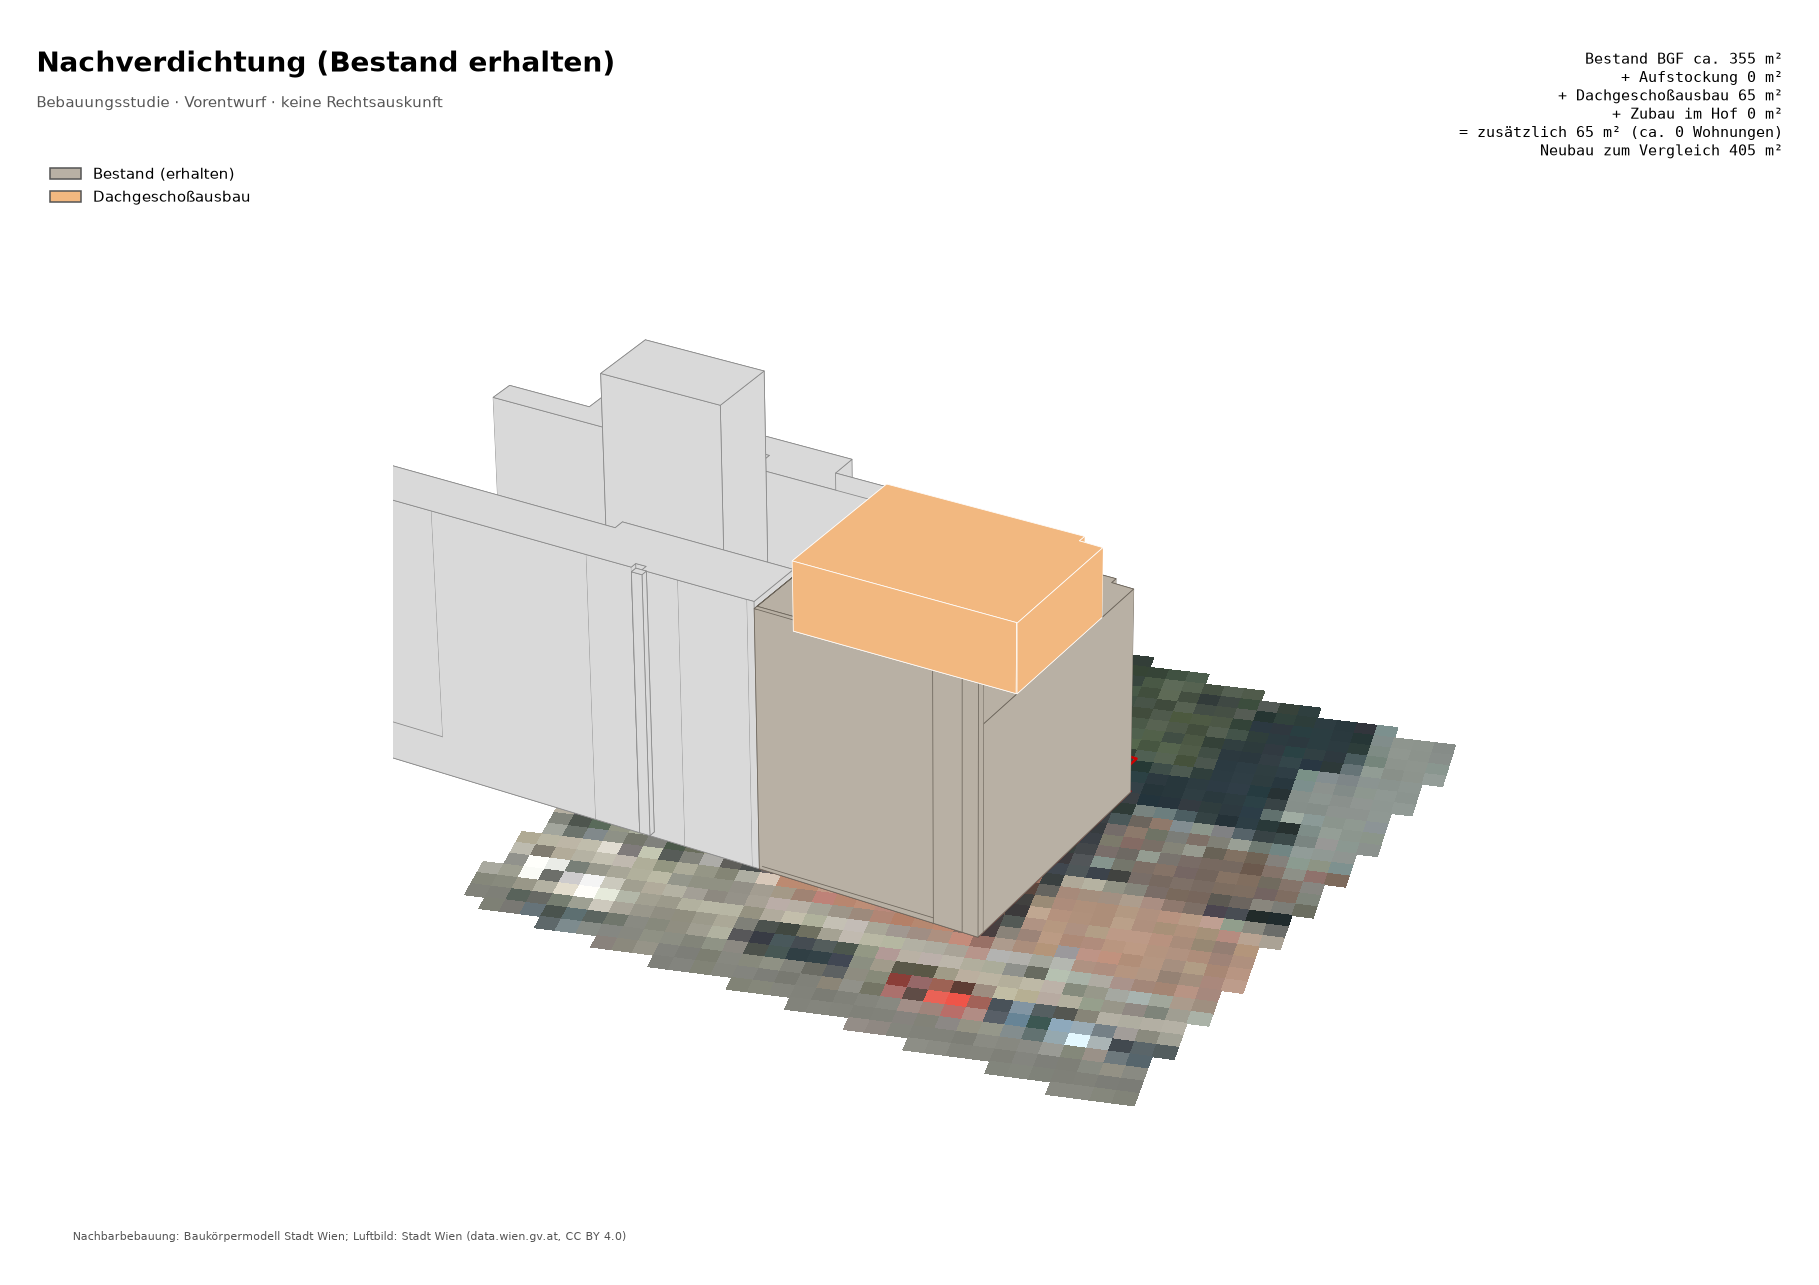 Nachverdichtung (Bestand erhalten)
Bebauungsstudie · Vorentwurf · keine Rechtsauskunft
Bestand BGF ca. 355 m²
+ Aufstockung 0 m²
+ Dachgeschoßausbau 65 m²
+ Zubau im Hof 0 m²
= zusätzlich 65 m² (ca. 0 Wohnungen)
Neubau zum Vergleich 405 m²
Bestand (erhalten)
Dachgeschoßausbau
Nachbarbebauung: Baukörpermodell Stadt Wien; Luftbild: Stadt Wien (data.wien.gv.at, CC BY 4.0)